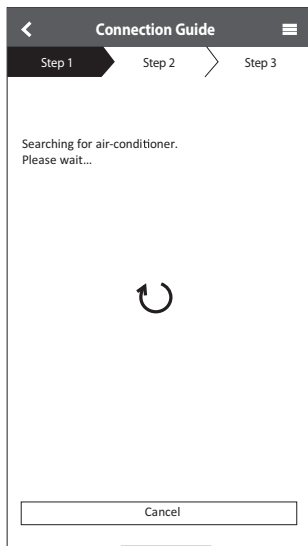 Connection Guide
Step 1 Step 2 Step 3
Searching for air-conditioner.
Please wait...
Cancel